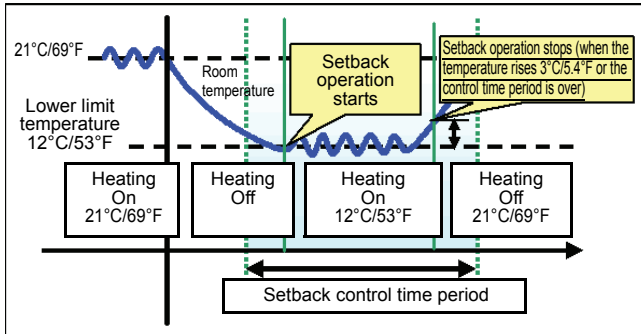 21°C/69°F
Room
temperature
Setback
operation
starts
Setback operation stops (when the
temperature rises 3°C/5.4°F or the
control time period is over)
Lower limit
temperature
12°C/53°F
Heating
On
21°C/69°F
Heating
Off
Heating
On
12°C/53°F
Heating
Off
21°C/69°F
Setback control time period